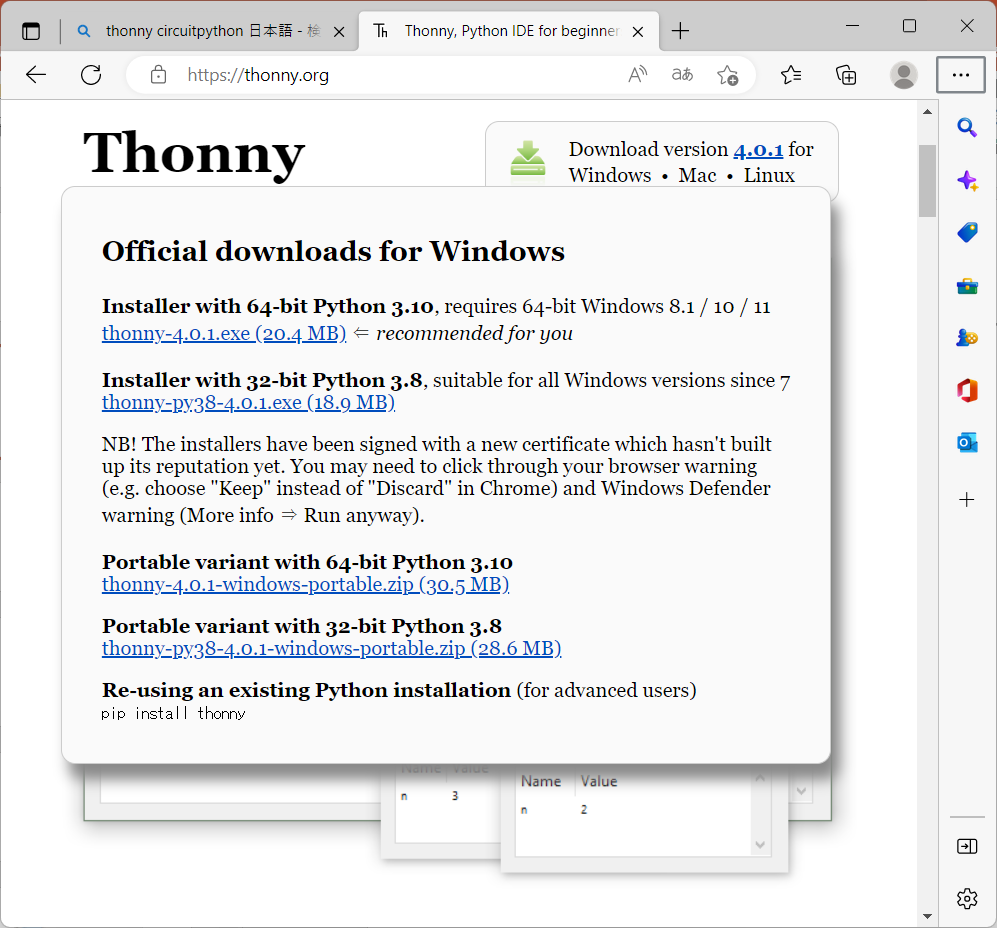 thonny circuitpython 日本語 - 検
Thonny, Python IDE for beginner
https://thonny.org
Thonny
Download version 4.0.1 for
Windows • Mac • Linux
Official downloads for Windows
Installer with 64-bit Python 3.10, requires 64-bit Windows 8.1 / 10 / 11
thonny-4.0.1.exe (20.4 MB) ⇐ recommended for you
Installer with 32-bit Python 3.8, suitable for all Windows versions since 7
thonny-py38-4.0.1.exe (18.9 MB)
NB! The installers have been signed with a new certificate which hasn't built
up its reputation yet. You may need to click through your browser warning
(e.g. choose "Keep" instead of "Discard" in Chrome) and Windows Defender
warning (More info ⇒ Run anyway).
Portable variant with 64-bit Python 3.10
thonny-4.0.1-windows-portable.zip (30.5 MB)
Portable variant with 32-bit Python 3.8
thonny-py38-4.0.1-windows-portable.zip (28.6 MB)
Re-using an existing Python installation (for advanced users)
pip install thonny
Name Value
n 3
Name Value
n 2